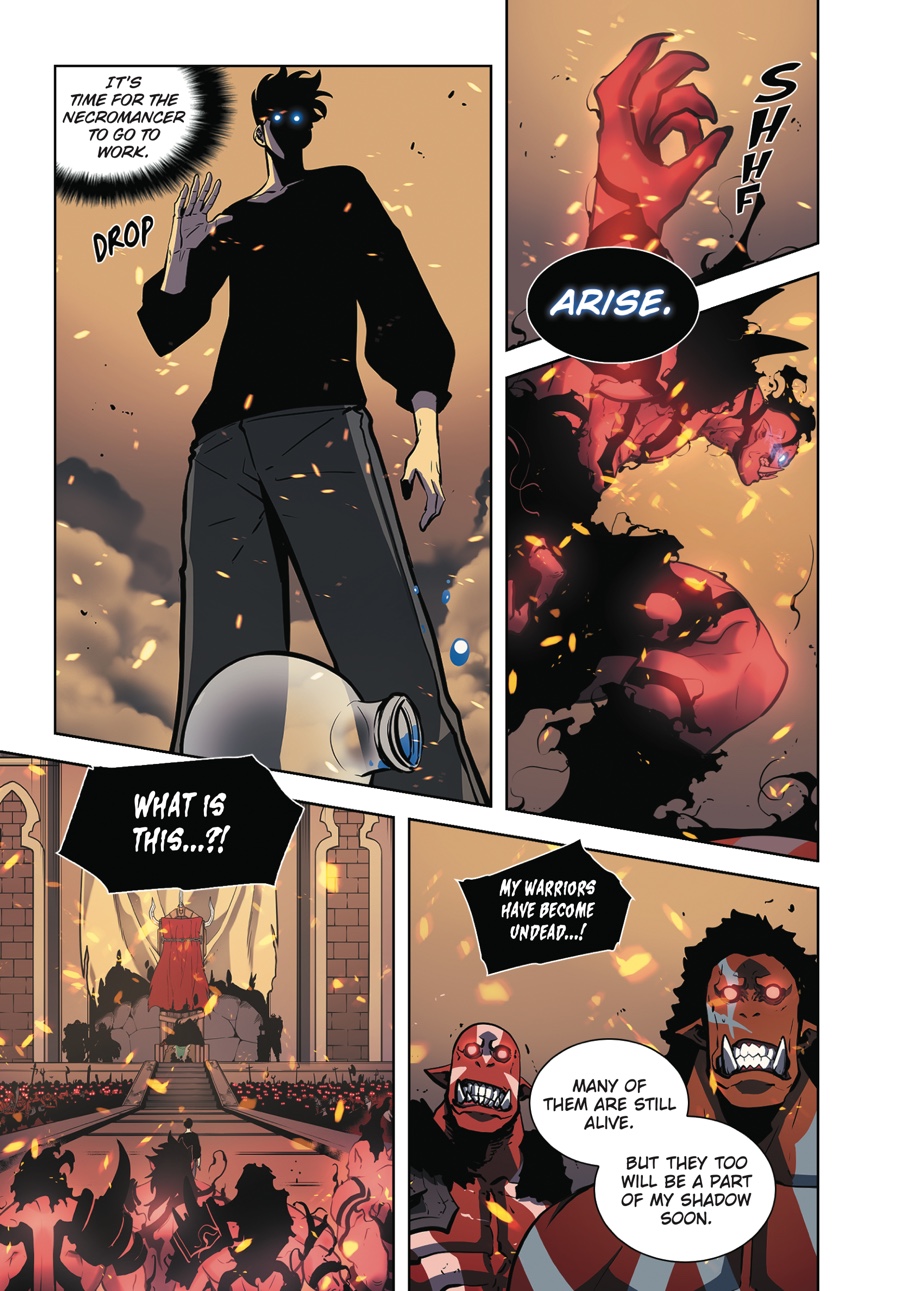 IT'S
TIME FOR THE
NECROMANCER
TO GO TO
WORK.
DROP
SHHF
ARISE.
WHAT IS
THIS...?!
MY WARRIORS
HAVE BECOME
UNDEAD...!
MANY OF
THEM ARE STILL
ALIVE.
BUT THEY TOO
WILL BE A PART
OF MY SHADOW
SOON.